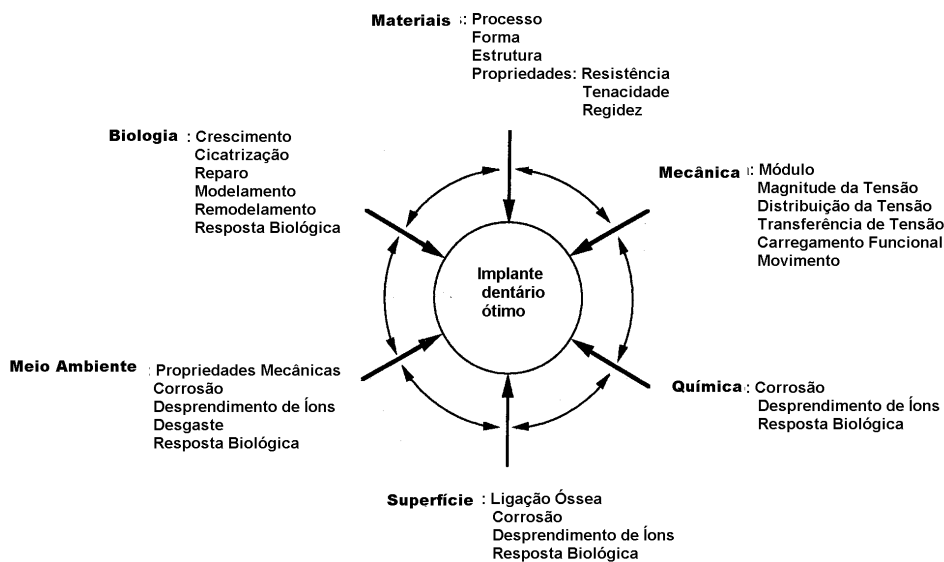 Materiais : Processo
Forma
Estrutura
Propriedades: Resistência
Tenacidade
Regidez
Biologia : Crescimento
Cicatrização
Reparo
Modelamento
Remodelamento
Resposta Biológica
Mecânica : Módulo
Magnitude da Tensão
Distribuição da Tensão
Transferência de Tensão
Carregamento Funcional
Movimento
Implante
dentário
ótimo
Meio Ambiente : Propriedades Mecânicas
Corrosão
Desprendimento de Íons
Desgaste
Resposta Biológica
Química : Corrosão
Desprendimento de Íons
Resposta Biológica
Superfície : Ligação Óssea
Corrosão
Desprendimento de Íons
Resposta Biológica